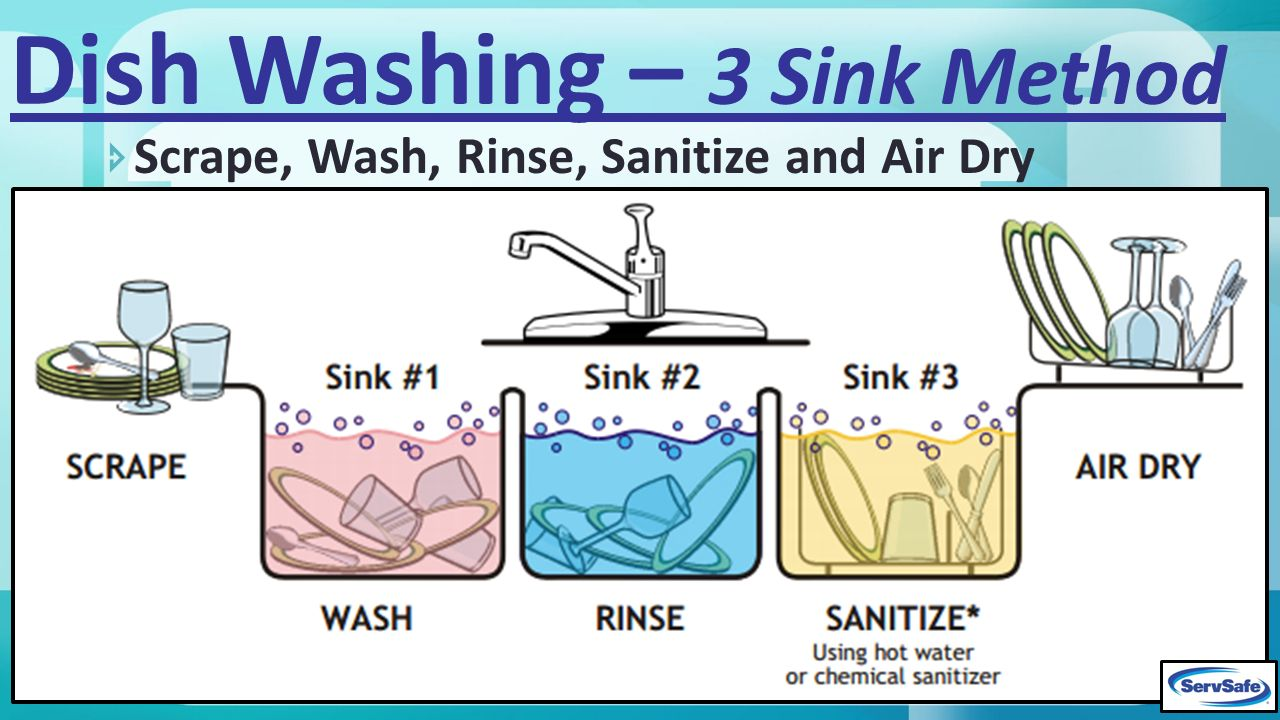 Dish Washing – 3 Sink Method
Scrape, Wash, Rinse, Sanitize and Air Dry
Sink #1
Sink #2
Sink #3
SCRAPE
AIR DRY
WASH
RINSE
SANITIZE*
Using hot water
or chemical sanitizer
ServSafe